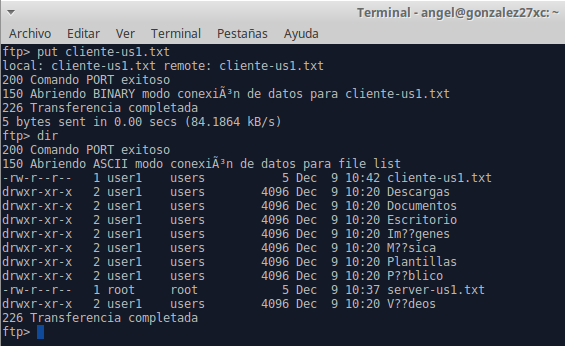 Terminal - angel@gonzalez27xc: ~
Archivo Editar Ver Terminal Pestañas Ayuda
ftp> put cliente-us1.txt
local: cliente-us1.txt remote: cliente-us1.txt
200 Comando PORT exitoso
150 Abriendo BINARY modo conexiÃ³n de datos para cliente-us1.txt
226 Transferencia completada
5 bytes sent in 0.00 secs (84.1864 kB/s)
ftp> dir
200 Comando PORT exitoso
150 Abriendo ASCII modo conexiÃ³n de datos para file list
-rw-r--r--   1 user1    users           5 Dec  9 10:42 cliente-us1.txt
drwxr-xr-x   2 user1    users        4096 Dec  9 10:20 Descargas
drwxr-xr-x   2 user1    users        4096 Dec  9 10:20 Documentos
drwxr-xr-x   2 user1    users        4096 Dec  9 10:20 Escritorio
drwxr-xr-x   2 user1    users        4096 Dec  9 10:20 Im??genes
drwxr-xr-x   2 user1    users        4096 Dec  9 10:20 M??sica
drwxr-xr-x   2 user1    users        4096 Dec  9 10:20 Plantillas
drwxr-xr-x   2 user1    users        4096 Dec  9 10:20 P??blico
-rw-r--r--   1 root     root            5 Dec  9 10:37 server-us1.txt
drwxr-xr-x   2 user1    users        4096 Dec  9 10:20 V??deos
226 Transferencia completada
ftp>